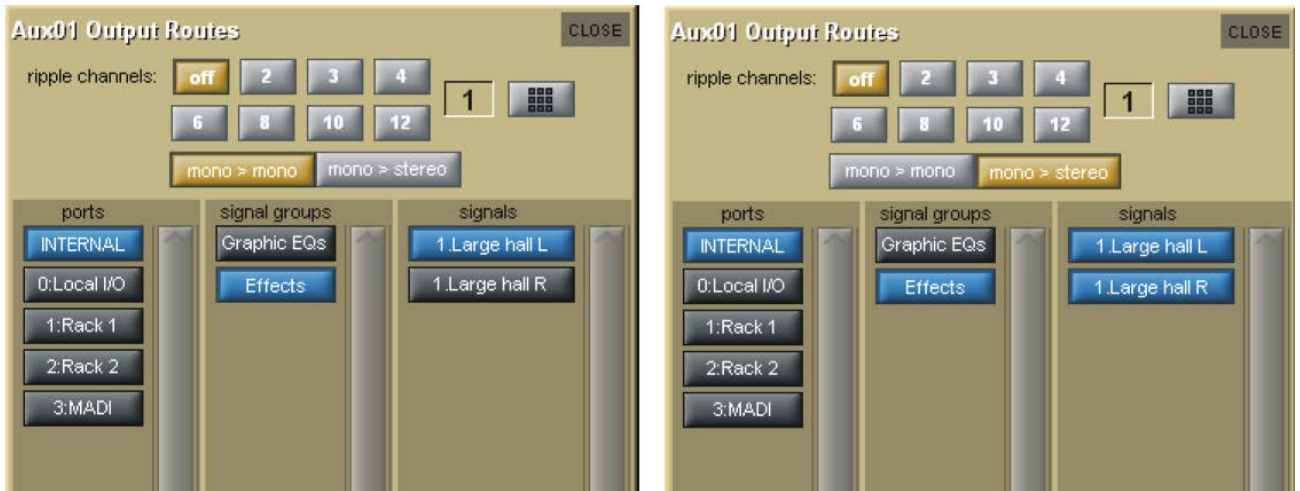 Aux01 Output Routes CLOSE
ripple channels: off 2 3 4
1
6 8 10 12
mono > mono mono > stereo
ports signal groups signals
INTERNAL Graphic EQs 1.Large hall L
0:Local I/O Effects 1.Large hall R
1:Rack 1
2:Rack 2
3:MADI
Aux01 Output Routes CLOSE
ripple channels: off 2 3 4
1
6 8 10 12
mono > mono mono > stereo
ports signal groups signals
INTERNAL Graphic EQs 1.Large hall L
0:Local I/O Effects 1.Large hall R
1:Rack 1
2:Rack 2
3:MADI